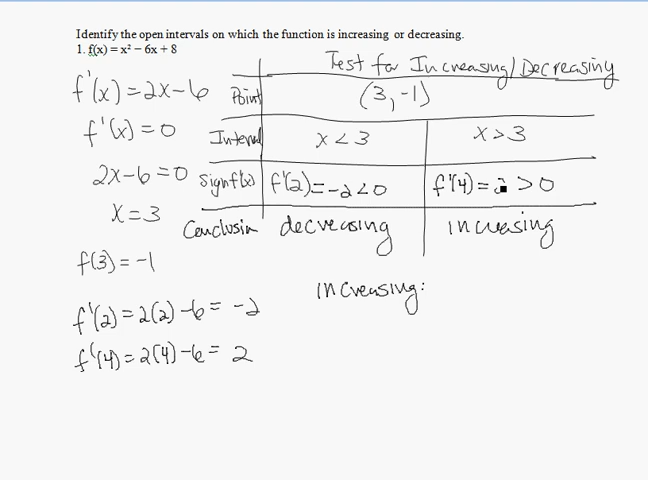 Identify the open intervals on which the function is increasing or decreasing.
1. f(x) = x² – 6x + 8
Test for Increasing/Decreasing
f'(x) = 2x - 6
Point
(3, -1)
f'(x) = 0
Interval
x < 3
x > 3
2x - 6 = 0
sign f'(x)
f'(2) = -2 < 0
f'(4) = 2 > 0
x = 3
Conclusion
decreasing
increasing
f(3) = -1
increasing:
f'(2) = 2(2) - 6 = -2
f'(4) = 2(4) - 6 = 2